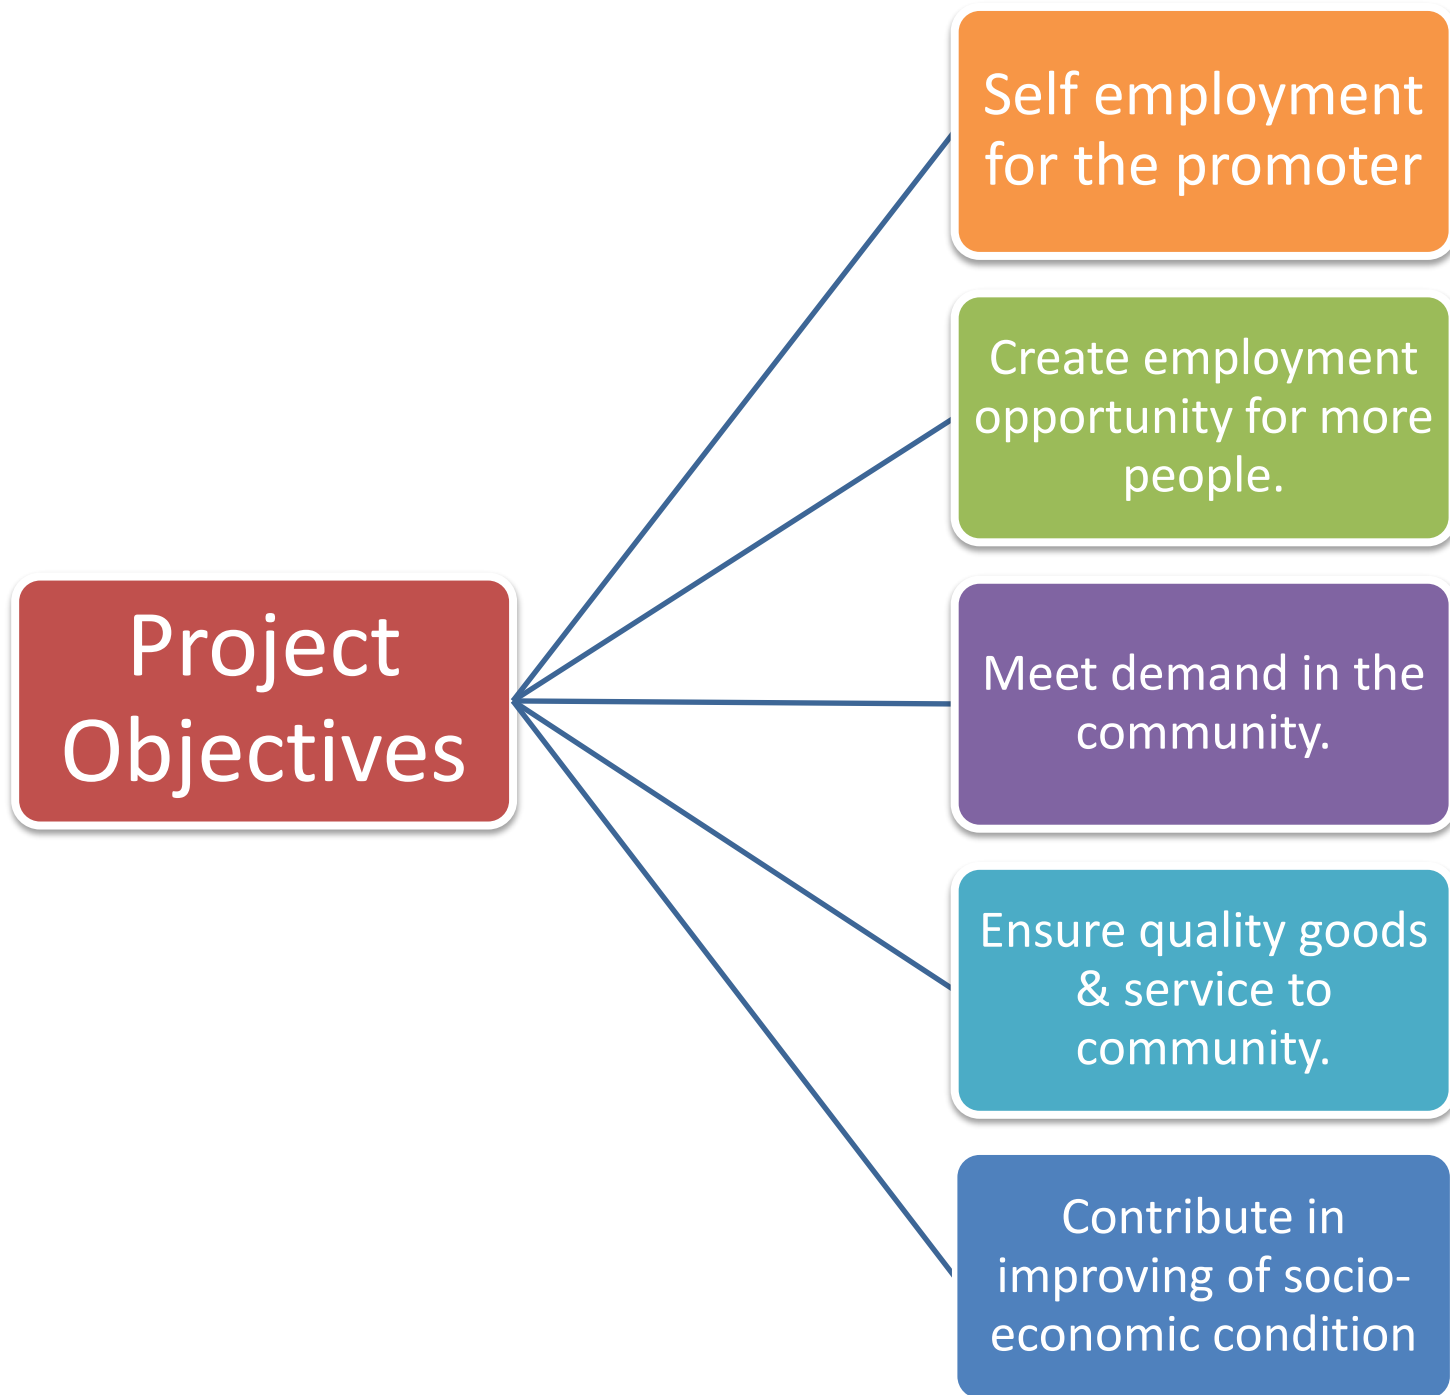 Project
Objectives
Self employment
for the promoter
Create employment
opportunity for more
people.
Meet demand in the
community.
Ensure quality goods
& service to
community.
Contribute in
improving of socio-
economic condition